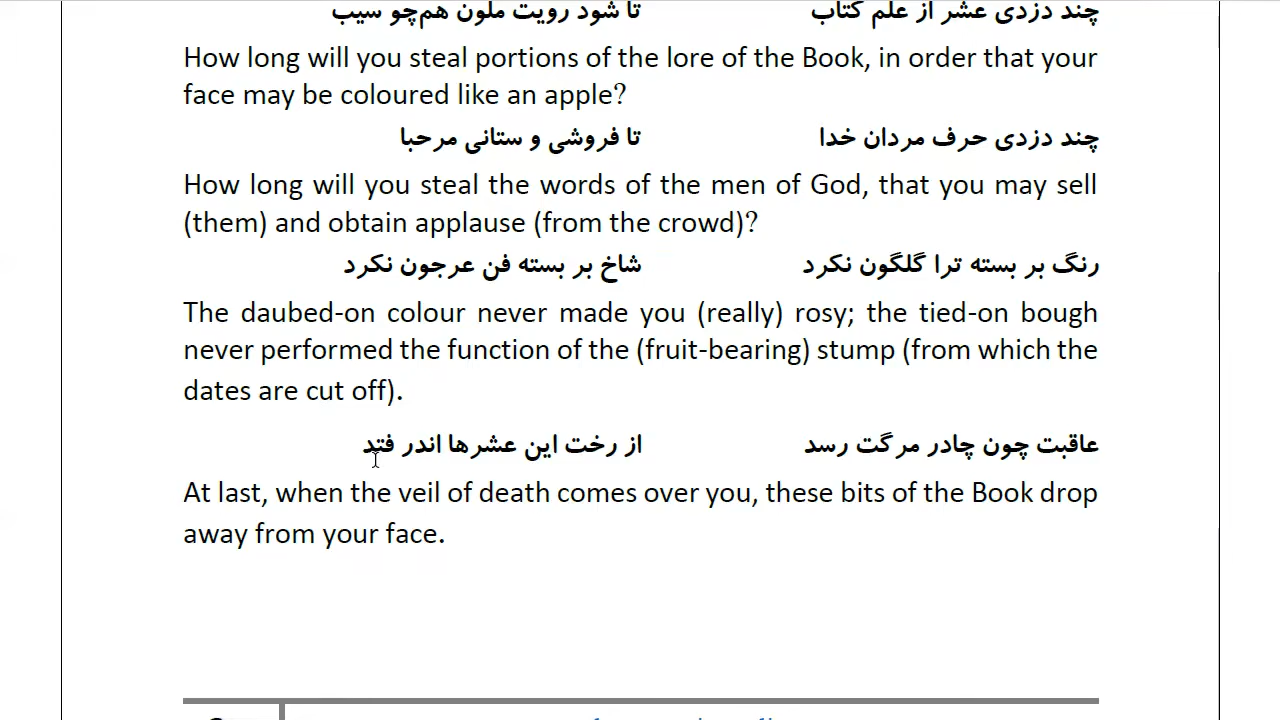 چند دزدی عشر از علم کتاب تا شود رویت ملون هم‌چو سیب
How long will you steal portions of the lore of the Book, in order that your
face may be coloured like an apple?
چند دزدی حرف مردان خدا تا فروشی و ستانی مرحبا
How long will you steal the words of the men of God, that you may sell
(them) and obtain applause (from the crowd)?
رنگ بر بسته ترا گلگون نکرد شاخ بر بسته فن عرجون نکرد
The daubed-on colour never made you (really) rosy; the tied-on bough
never performed the function of the (fruit-bearing) stump (from which the
dates are cut off).
عاقبت چون چادر مرگت رسد از رخت این عشرها اندر فتد
At last, when the veil of death comes over you, these bits of the Book drop
away from your face.